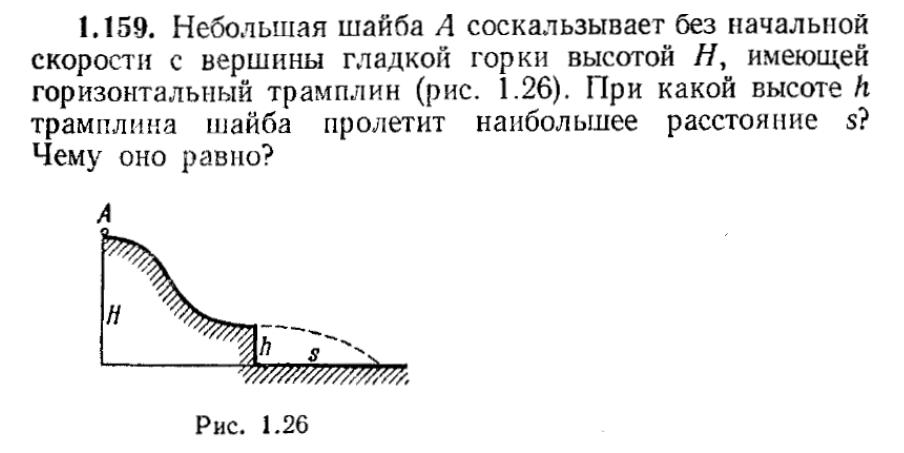 1.159. Небольшая шайба A соскальзывает без начальной
скорости с вершины гладкой горки высотой H, имеющей
горизонтальный трамплин (рис. 1.26). При какой высоте h
трамплина шайба пролетит наибольшее расстояние s?
Чему оно равно?
A
H
h
s
Рис. 1.26